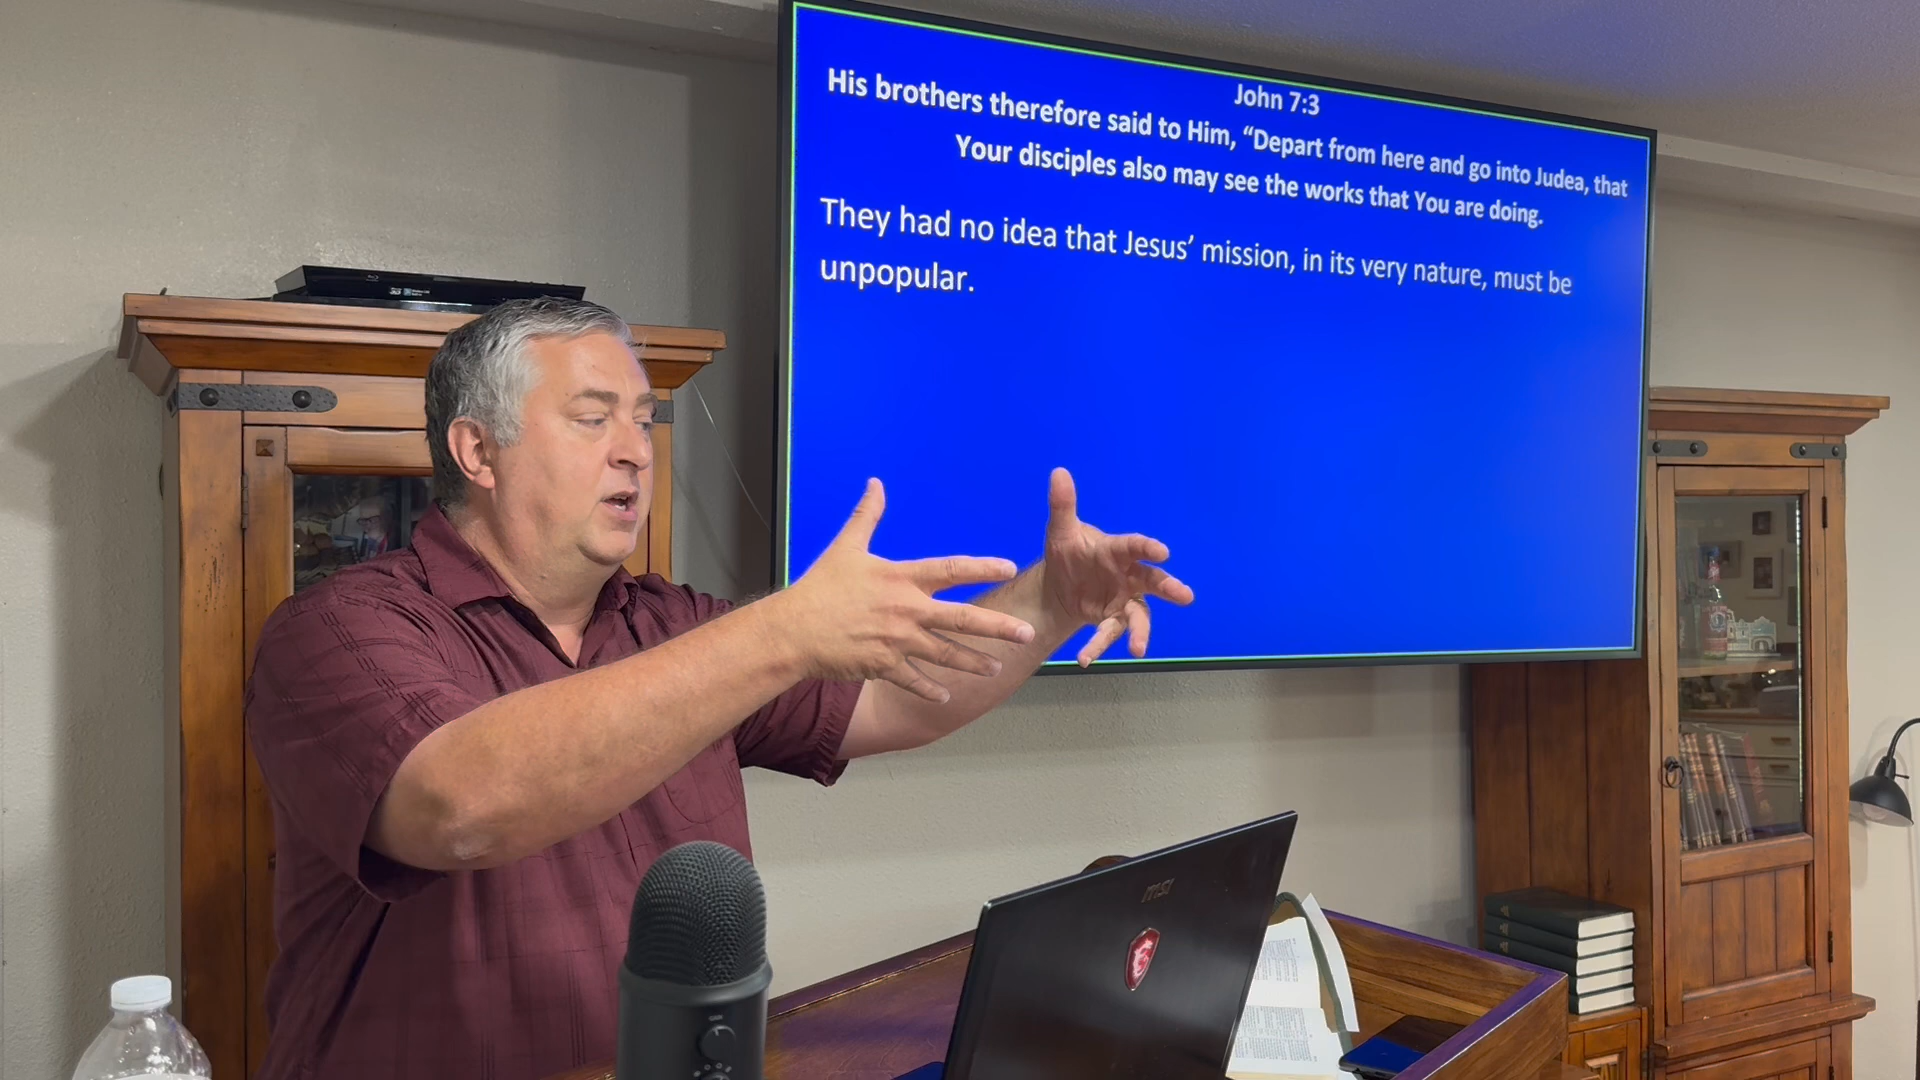 John 7:3
His brothers therefore said to Him, “Depart from here and go into Judea, that
Your disciples also may see the works that You are doing.
They had no idea that Jesus’ mission, in its very nature, must be
unpopular.
msi